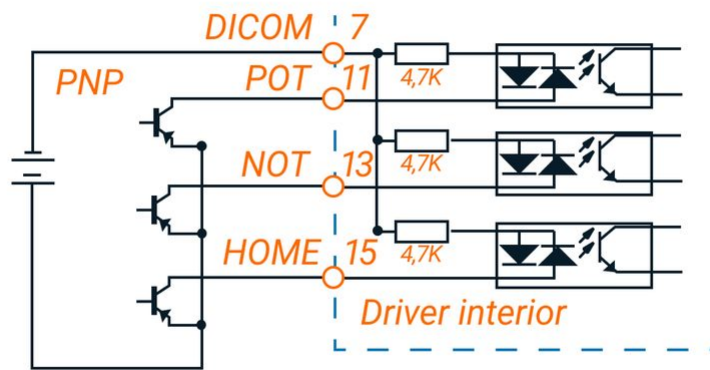 DICOM 7
PNP
POT 11
4,7K
NOT 13
4,7K
HOME 15
4,7K
Driver interior